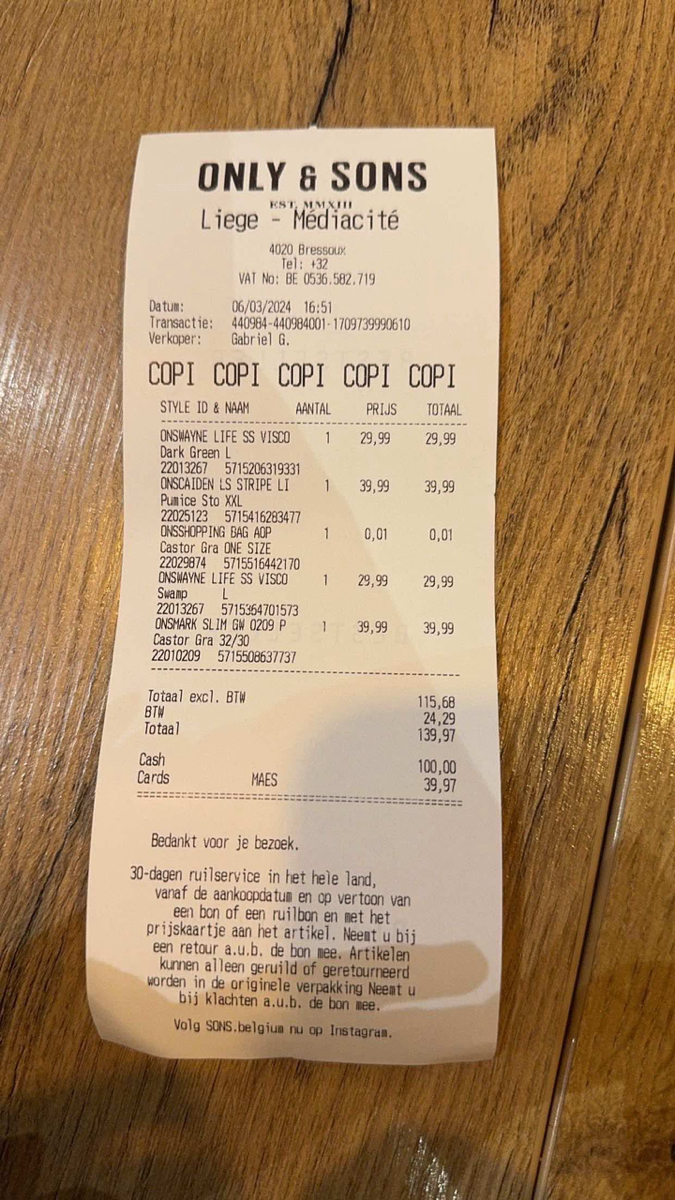 ONLY & SONS
EST. MMXIII
Liege - Médiacité
4020 Bressoux
Tel: +32
VAT No: BE 0536.582.719
Datum: 06/03/2024 16:51
Transactie: 440984-440984001-1709739990610
Verkoper: Gabriel G.
COPI COPI COPI COPI COPI
STYLE ID & NAAM AANTAL PRIJS TOTAAL
ONSWAYNE LIFE SS VISCO 1 29,99 29,99
Dark Green L
22013267 5715206319331
ONSCAIDEN LS STRIPE LI 1 39,99 39,99
Pumice Sto XXL
22025123 5715416283477
ONSSHOPPING BAG AOP 1 0,01 0,01
Castor Gra ONE SIZE
22029874 5715516442170
ONSWAYNE LIFE SS VISCO 1 29,99 29,99
Swamp L
22013267 5715364701573
ONSMARK SLIM GW 0209 P 1 39,99 39,99
Castor Gra 32/30
22010209 5715508637737
Totaal excl. BTW 115,68
BTW 24,29
Totaal 139,97
Cash 100,00
Cards MAES 39,97
Bedankt voor je bezoek.
30-dagen ruilservice in het hele land,
vanaf de aankoopdatum en op vertoon van
een bon of een ruilbon en met het
prijskaartje aan het artikel. Neemt u bij
een retour a.u.b. de bon mee. Artikelen
kunnen alleen geruild of geretourneerd
worden in de originele verpakking Neemt u
bij klachten a.u.b. de bon mee.
Volg SONS.belgium nu op Instagram.